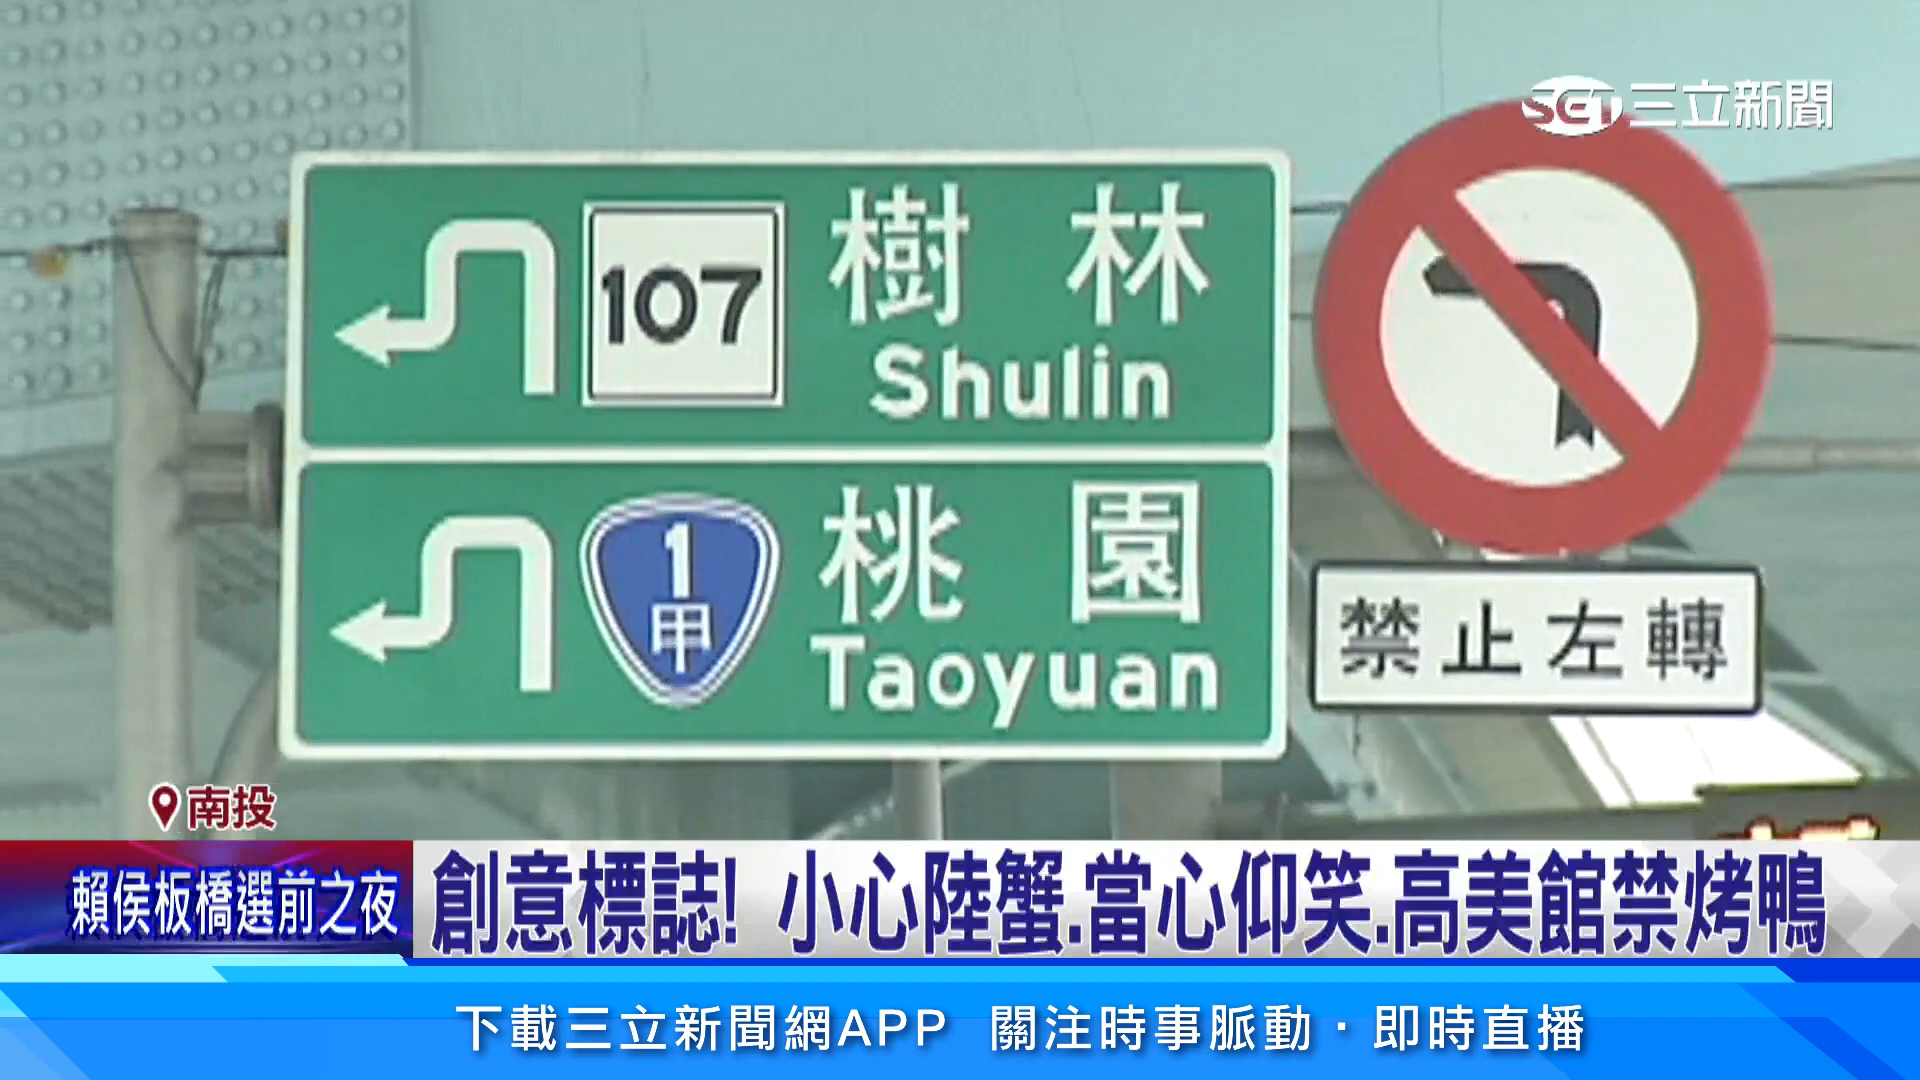 SET三立新聞
107 樹林
Shulin
1甲 桃園
Taoyuan
禁止左轉
南投
賴侯板橋選前之夜
創意標誌! 小心陸蟹.當心仰笑.高美館禁烤鴨
下載三立新聞網APP 關注時事脈動·即時直播